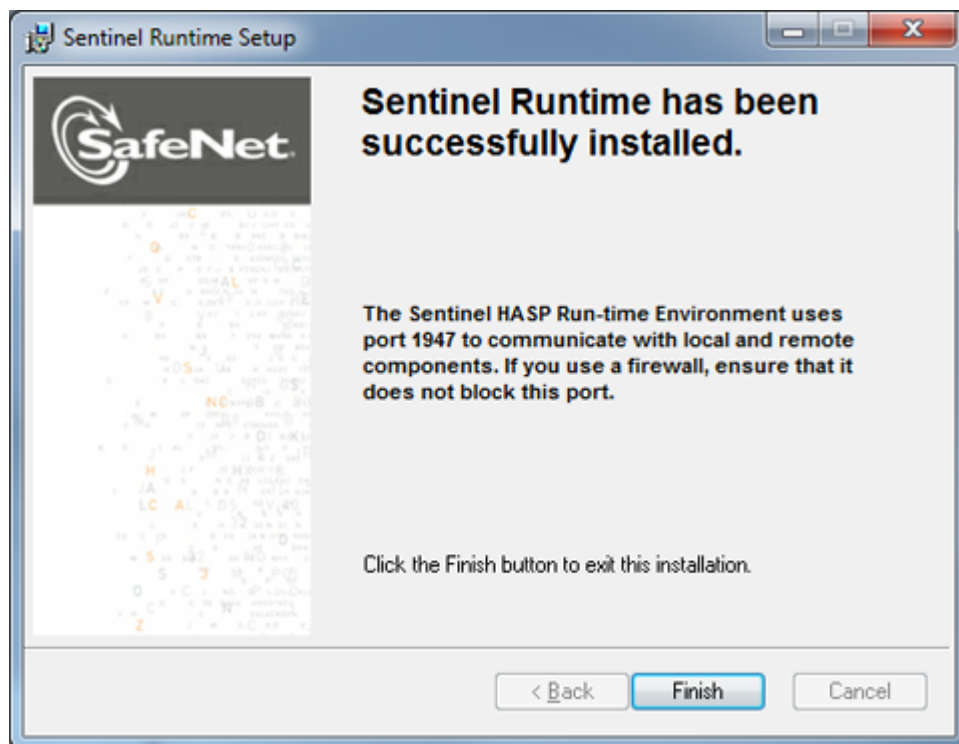 Sentinel Runtime Setup
SafeNet.
Sentinel Runtime has been
successfully installed.
The Sentinel HASP Run-time Environment uses
port 1947 to communicate with local and remote
components. If you use a firewall, ensure that it
does not block this port.
Click the Finish button to exit this installation.
< Back
Finish
Cancel